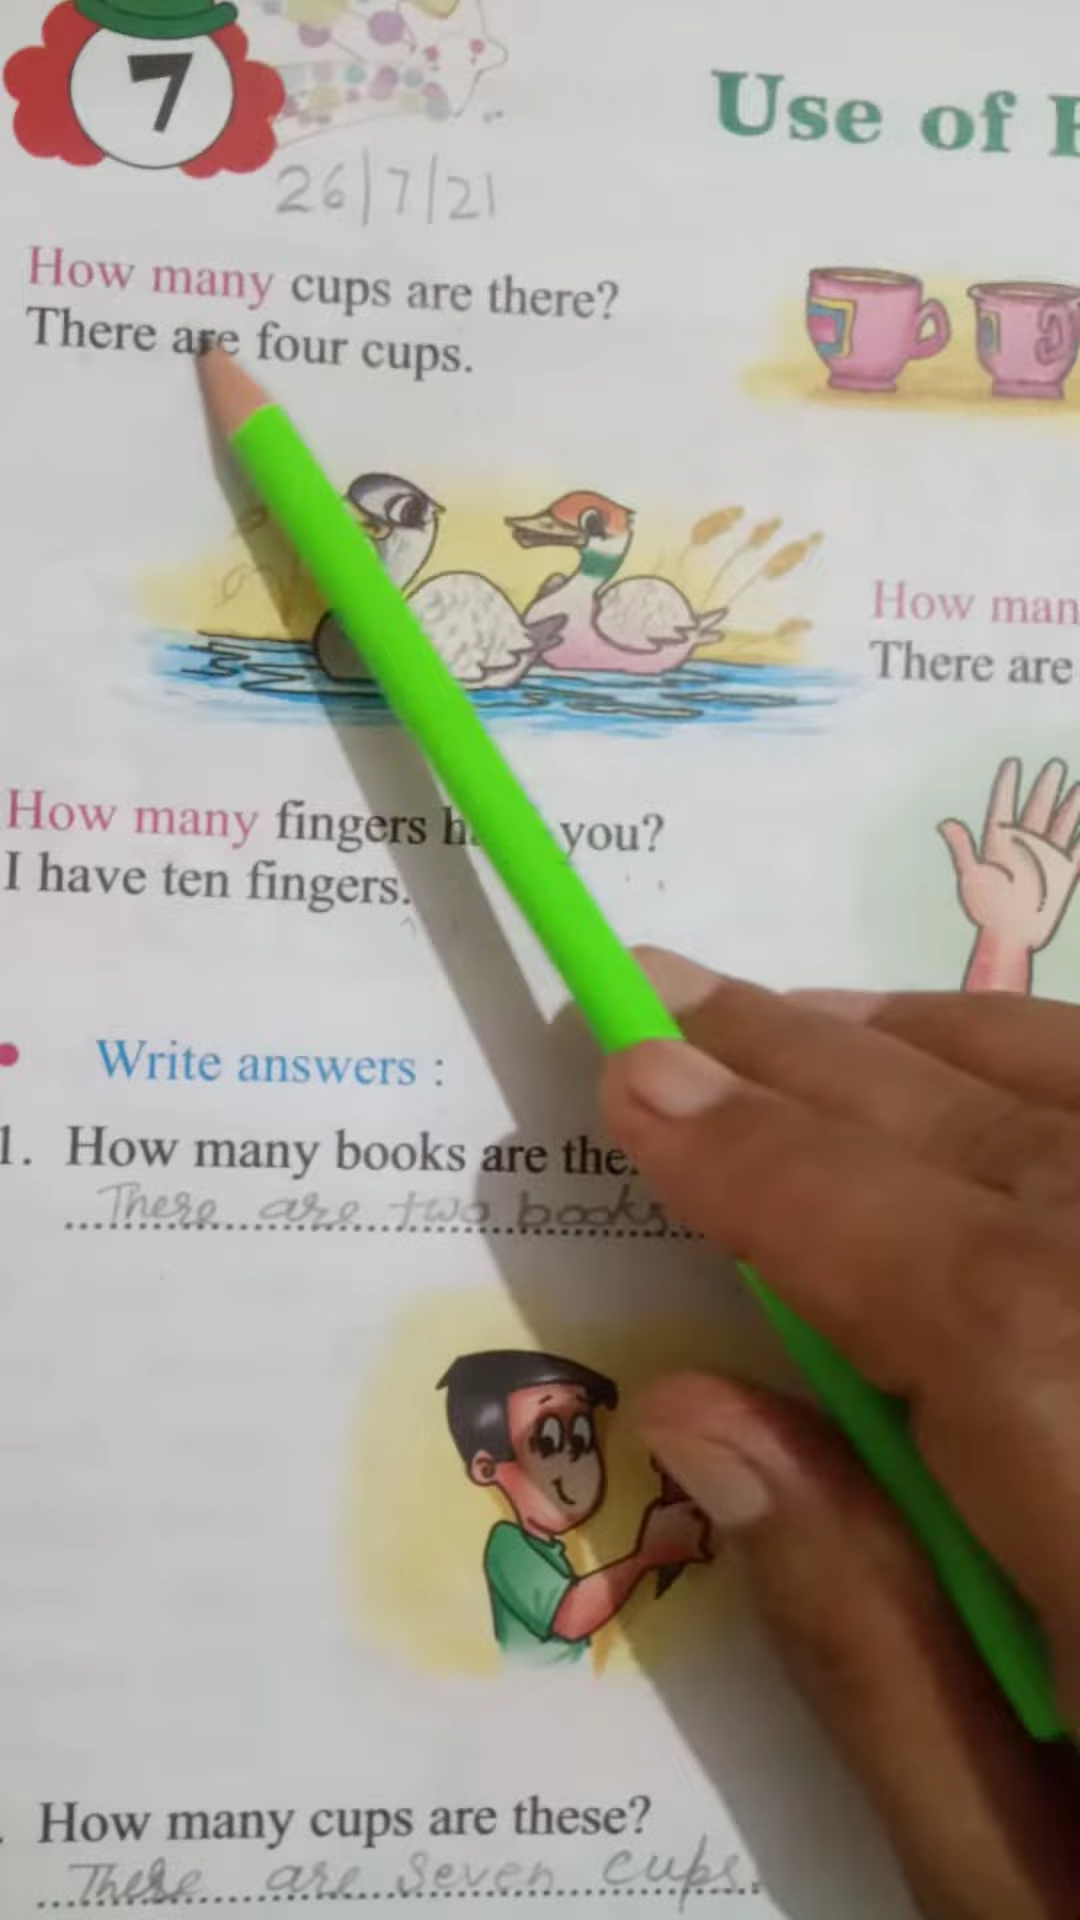 7
Use of
26/7/21
How many cups are there?
There are four cups.
How man
There are
How many fingers you?
I have ten fingers.
Write answers :
1. How many books are the
There are two books
How many cups are these?
There are seven cups.